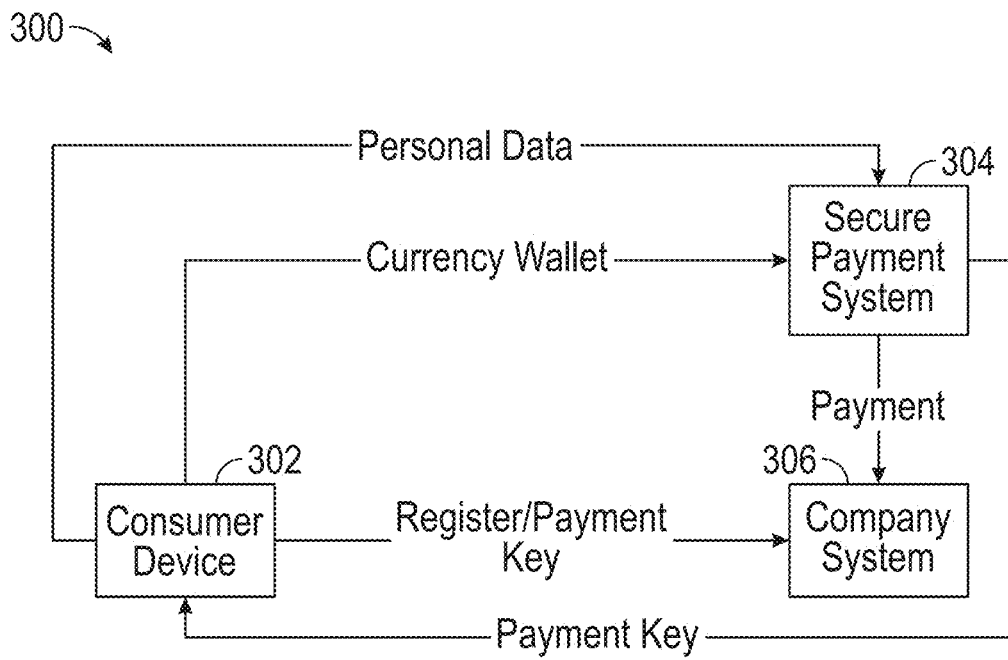 300
Personal Data
304
Secure
Payment
System
Currency Wallet
Payment
302
306
Consumer
Device
Register/Payment
Key
Company
System
Payment Key